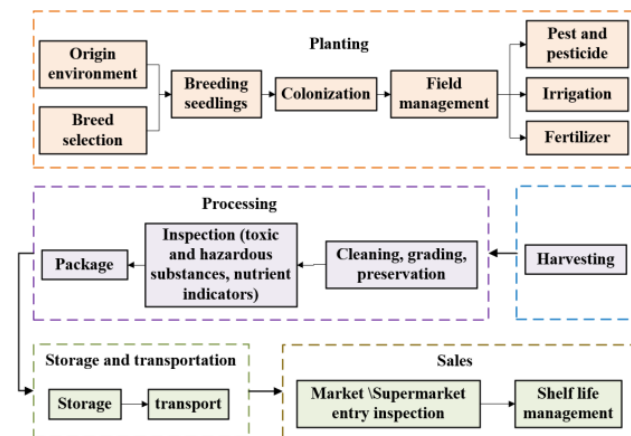 Planting
Origin
environment
Breed
selection
Breeding
seedlings
Colonization
Field
management
Pest and
pesticide
Irrigation
Fertilizer
Processing
Package
Inspection (toxic
and hazardous
substances, nutrient
indicators)
Cleaning, grading,
preservation
Harvesting
Storage and transportation
Storage
transport
Sales
Market \Supermarket
entry inspection
Shelf life
management